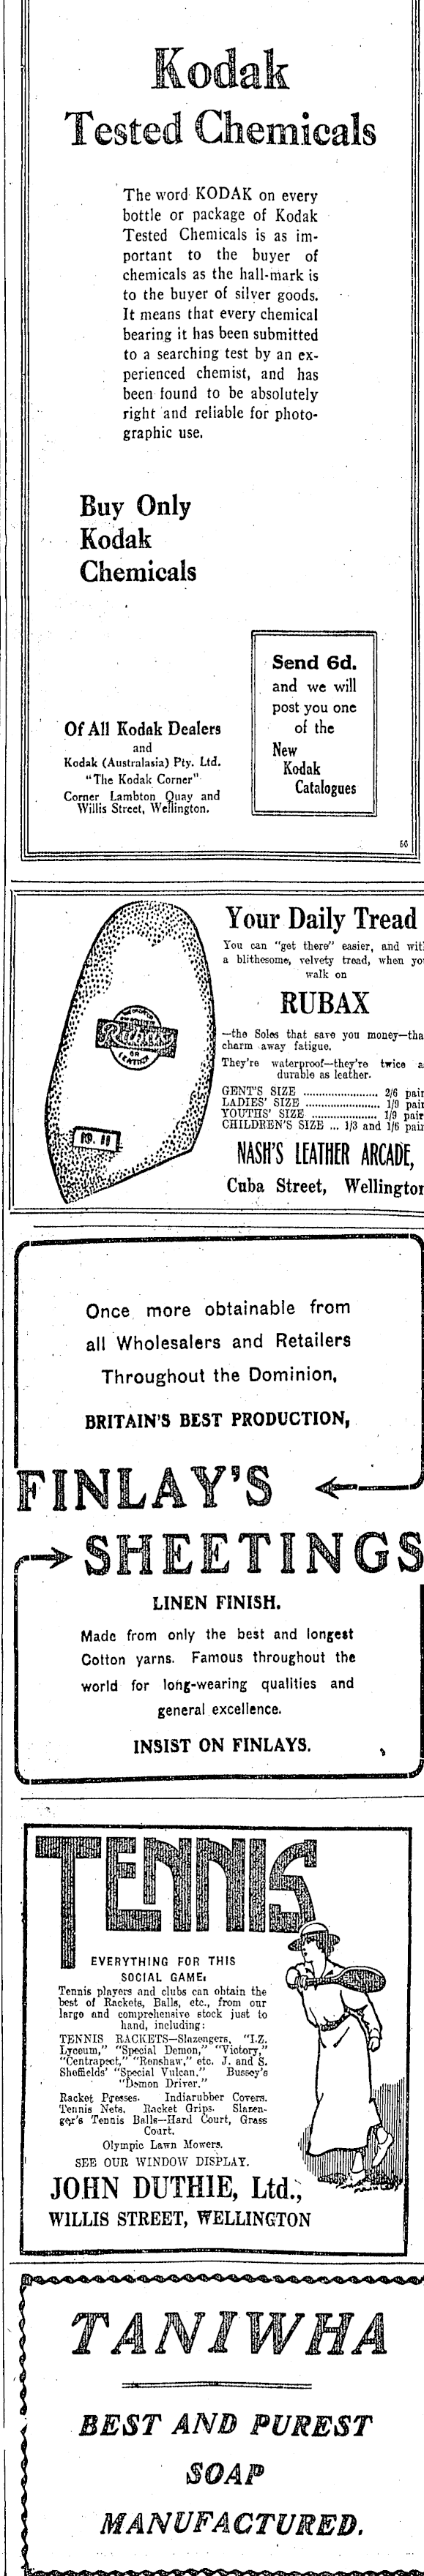 Kodak
Tested Chemicals
The word KODAK on every
bottle or package of Kodak
Tested Chemicals is as im-
portant to the buyer of
chemicals as the hall-mark is
to the buyer of silver goods.
It means that every chemical
bearing it has been submitted
to a searching test by an ex-
perienced chemist, and has
been found to be absolutely
right and reliable for photo-
graphic use.
Buy Only
Kodak
Chemicals
Send 6d.
and we will
post you one
of the
New
Kodak
Catalogues
Of All Kodak Dealers
and
Kodak (Australasia) Pty. Ltd.
"The Kodak Corner"
Corner Lambton Quay and
Willis Street, Wellington.
Your Daily Tread
You can "get there" easier, and wit
a blithesome, velvety tread, when yo
walk on
RUBAX
—the Soles that save you money—tha
charm away fatigue.
They're waterproof—they're twice a
durable as leather.
GENT'S SIZE ........................ 2/6 pair
LADIES' SIZE ........................ 1/9 pair
YOUTHS' SIZE ..................... 1/9 pair
CHILDREN'S SIZE ... 1/3 and 1/6 pair
NASH'S LEATHER ARCADE,
Cuba Street, Wellington
Rubax
OR
LEATHER
NO. 11
Once more obtainable from
all Wholesalers and Retailers
Throughout the Dominion,
BRITAIN'S BEST PRODUCTION,
FINLAY'S
SHEETINGS
LINEN FINISH.
Made from only the best and longest
Cotton yarns. Famous throughout the
world for long-wearing qualities and
general excellence.
INSIST ON FINLAYS.
TENNIS
EVERYTHING FOR THIS
SOCIAL GAME:
Tennis players and clubs can obtain the
best of Rackets, Balls, etc., from our
large and comprehensive stock just to
hand, including:
TENNIS RACKETS—Slazengers, "I.Z.
Lyceum," "Special Demon," "Victory,"
"Centrapect," "Renshaw," etc. J. and S.
Sheffields' "Special Vulcan." Bussey's
"Demon Driver."
Racket Presses. Indiarubber Covers.
Tennis Nets. Racket Grips. Slazen-
ger's Tennis Balls—Hard Court, Grass
Court.
Olympic Lawn Mowers.
SEE OUR WINDOW DISPLAY.
JOHN DUTHIE, Ltd.,
WILLIS STREET, WELLINGTON
TANIWHA
BEST AND PUREST
SOAP
MANUFACTURED.